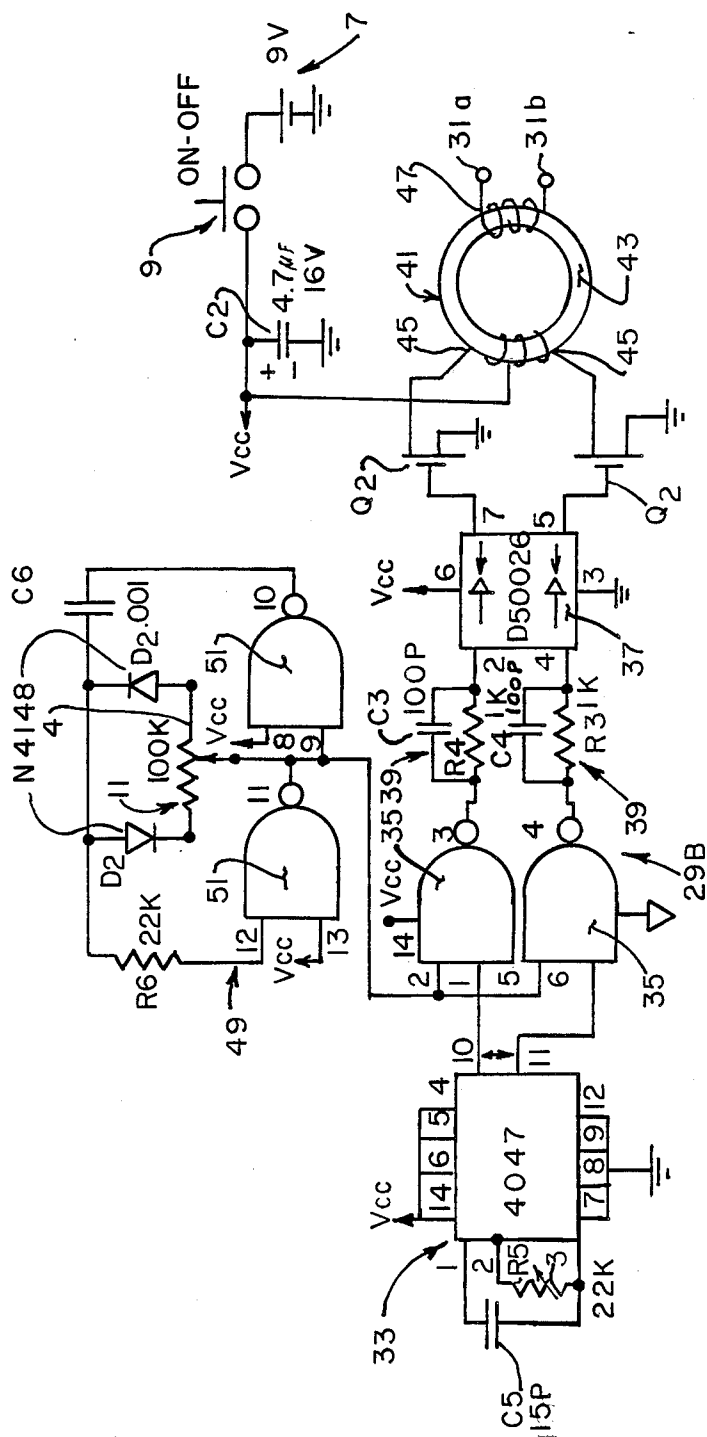 9
ON-OFF
9V
7
C2
4.7µF
16V
+
-
Vcc
31a
47
31b
41
45
43
45
Q2
Q2
C6
.001
D2
N4148
4
11
100K
D2
R6
22K
49
51
51
10
Vcc
8
9
11
12
13
Vcc
Vcc
6
7
5
3
D50026
37
2
4
C3
100P
39
R4
1K
C4
100P
R3
1K
39
3
4
35
35
29B
Vcc
14
2
1
5
6
10
11
Vcc
14
6
5
4
4047
7
8
9
12
33
1
2
3
R5
22K
C5
15P